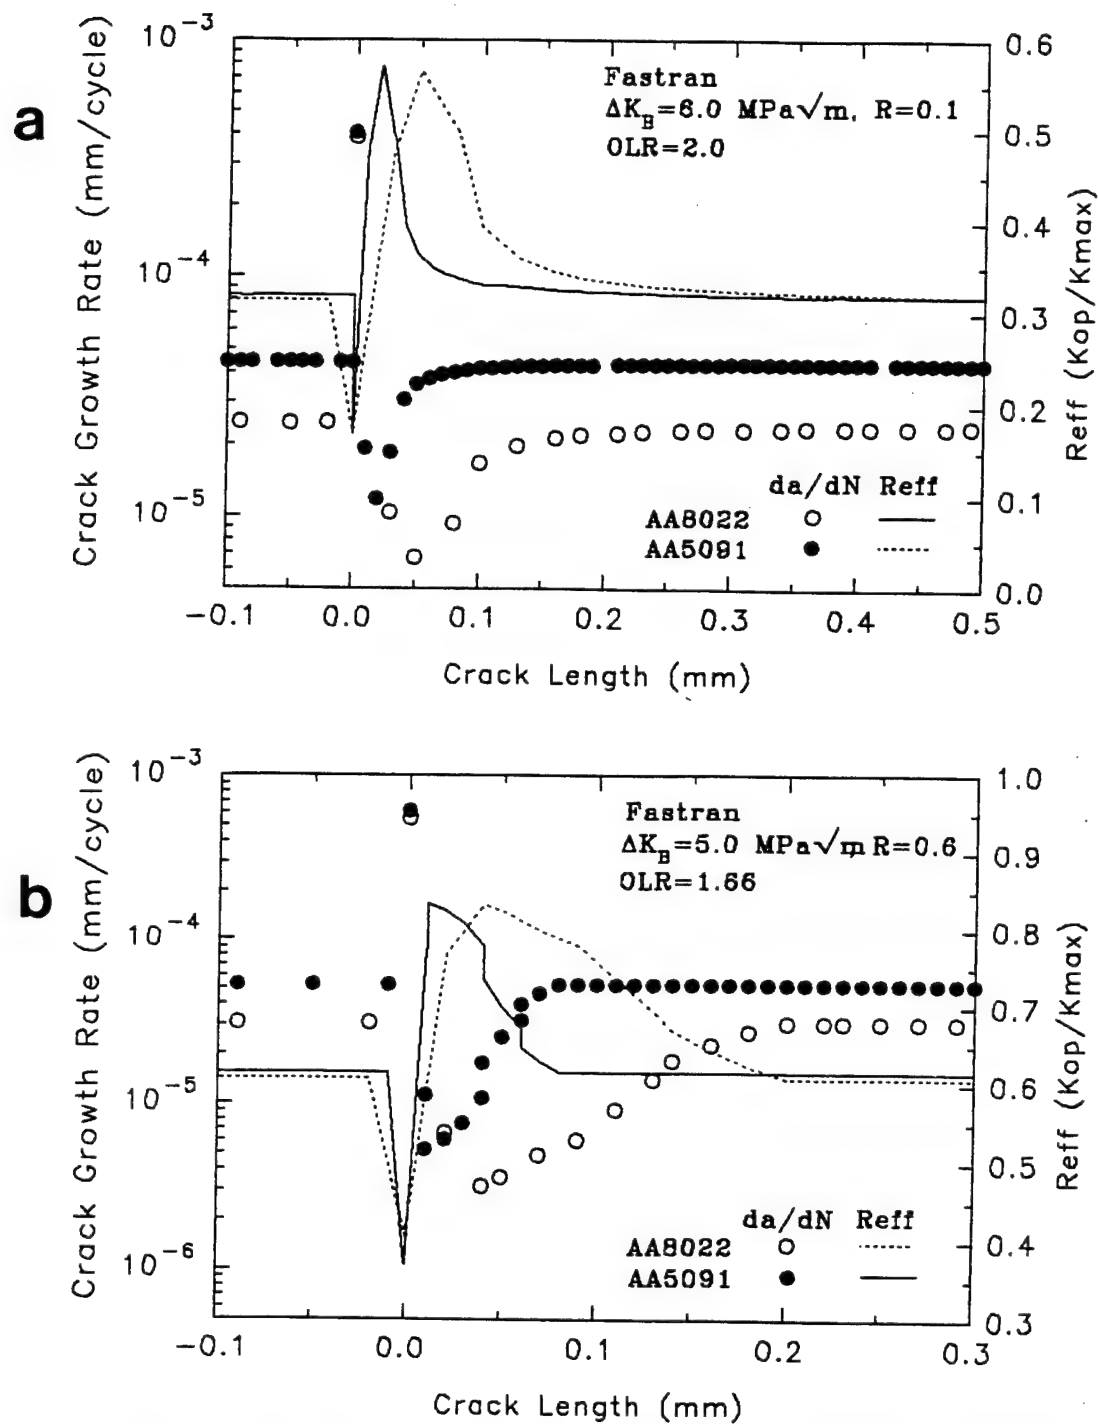 a
Crack Growth Rate (mm/cycle)
10⁻³
10⁻⁴
10⁻⁵
Fastran
ΔK_B=6.0 MPa√m, R=0.1
OLR=2.0
da/dN Reff
AA8022
AA5091
0.6
0.5
0.4
0.3
0.2
0.1
0.0
Reff (Kop/Kmax)
-0.1 0.0 0.1 0.2 0.3 0.4 0.5
Crack Length (mm)
b
Crack Growth Rate (mm/cycle)
10⁻³
10⁻⁴
10⁻⁵
10⁻⁶
Fastran
ΔK_B=5.0 MPa√m R=0.6
OLR=1.66
da/dN Reff
AA8022
AA5091
1.0
0.9
0.8
0.7
0.6
0.5
0.4
0.3
Reff (Kop/Kmax)
-0.1 0.0 0.1 0.2 0.3
Crack Length (mm)